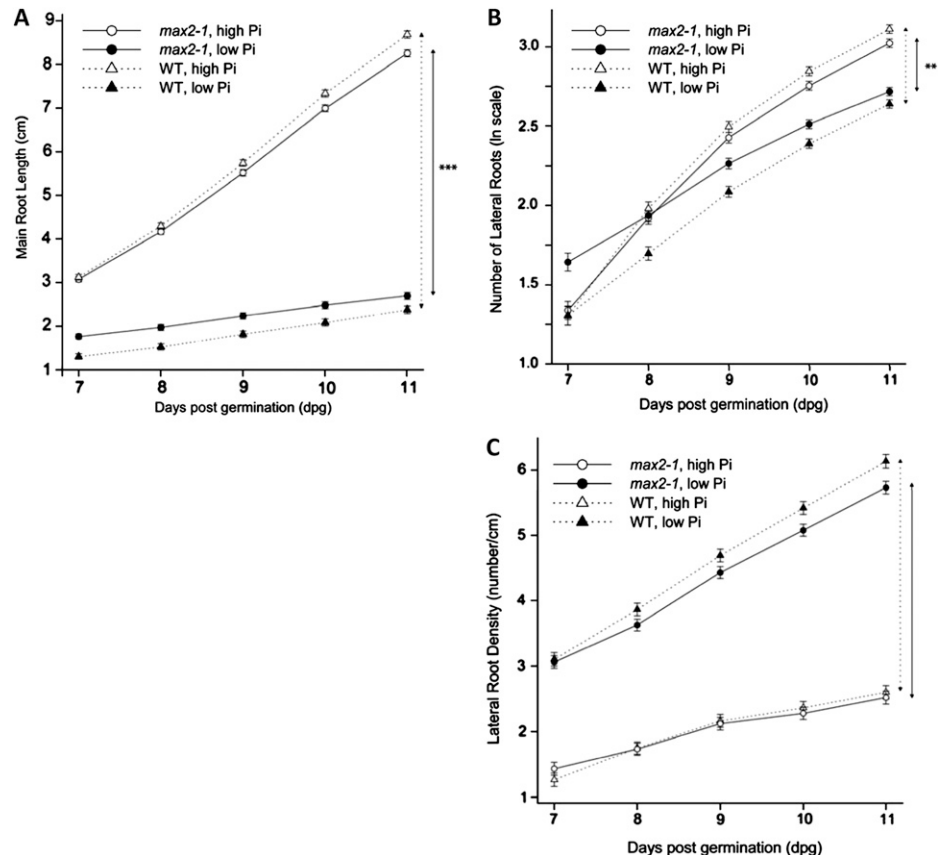 A
max2-1, high Pi
max2-1, low Pi
WT, high Pi
WT, low Pi
Main Root Length (cm)
9
8
7
6
5
4
3
2
1
***
7 8 9 10 11
Days post germination (dpg)
B
max2-1, high Pi
max2-1, low Pi
WT, high Pi
WT, low Pi
Number of Lateral Roots (ln scale)
3.0
2.5
2.0
1.5
1.0
**
7 8 9 10 11
Days post germination (dpg)
C
max2-1, high Pi
max2-1, low Pi
WT, high Pi
WT, low Pi
Lateral Root Density (number/cm)
6
5
4
3
2
1
7 8 9 10 11
Days post germination (dpg)